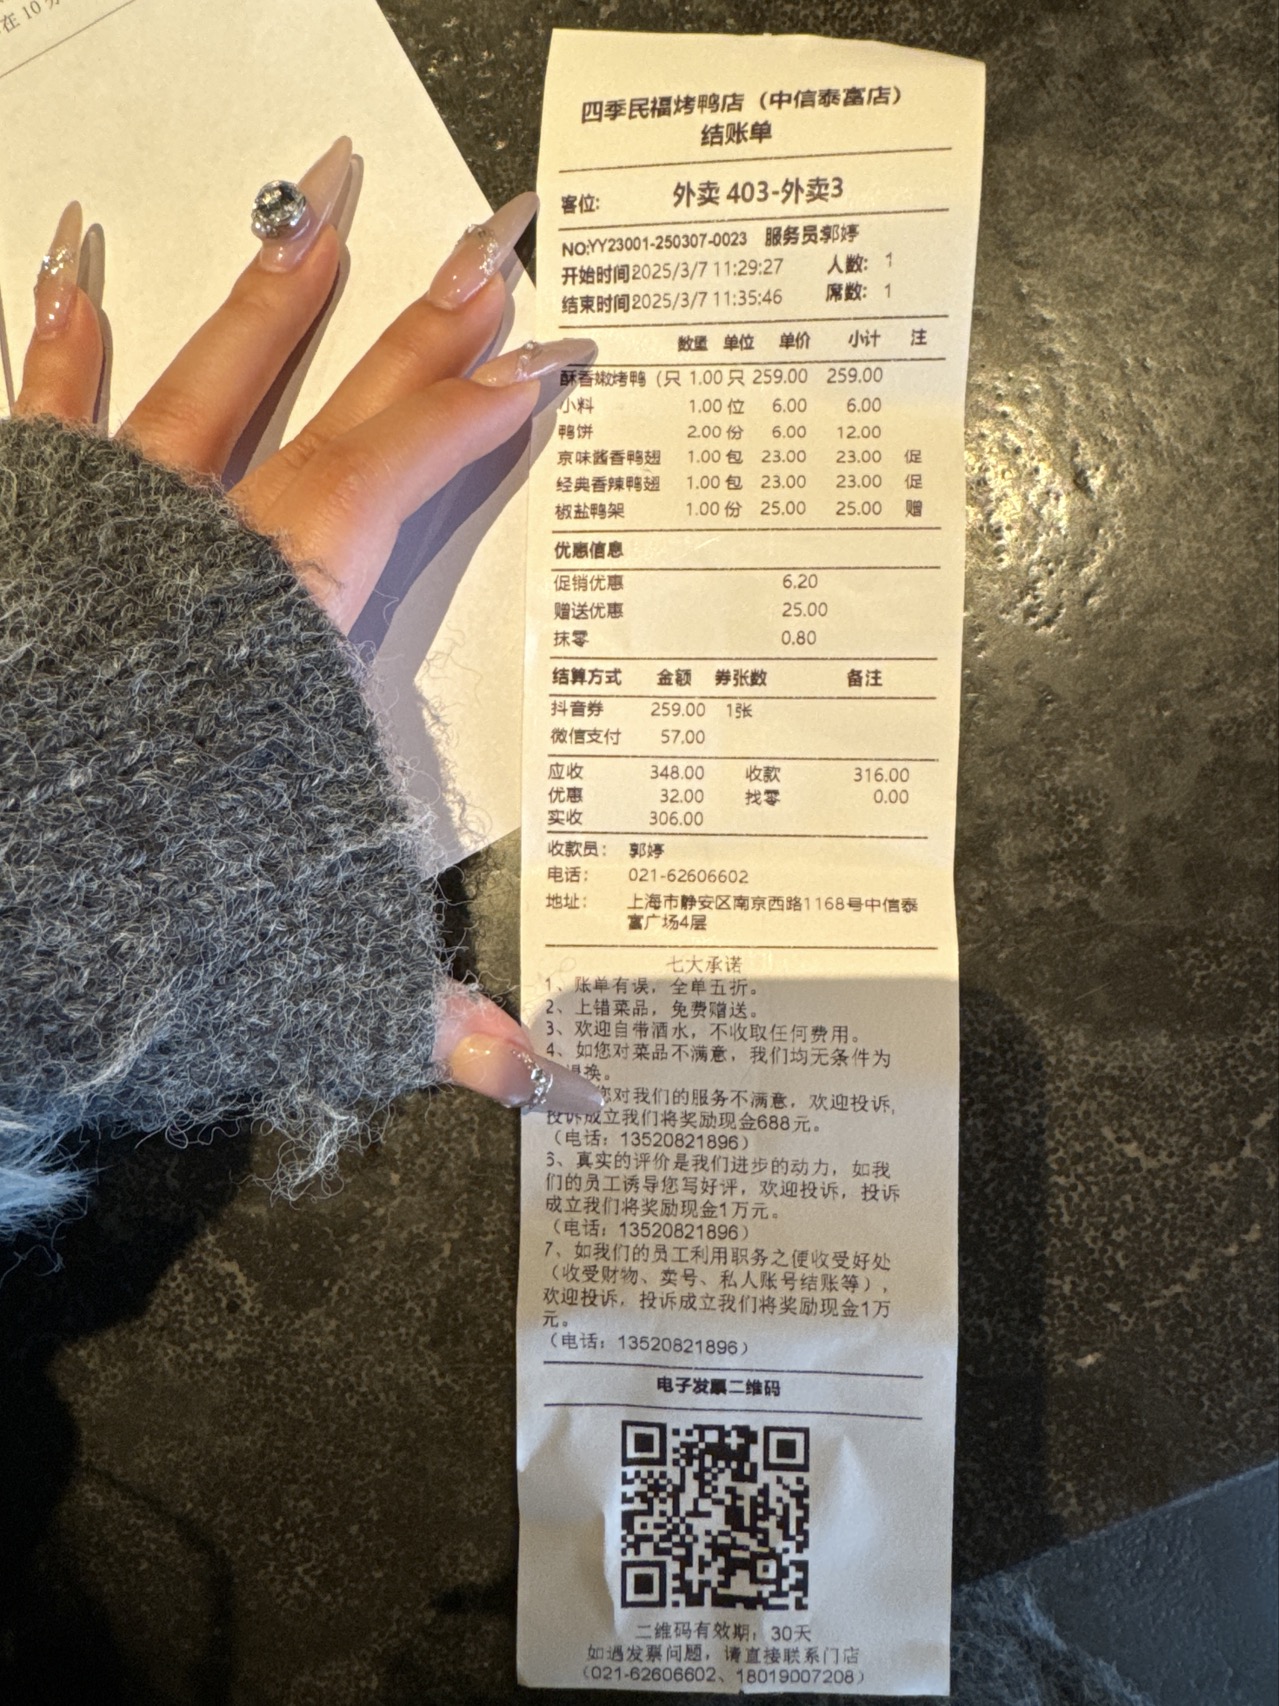 在10分
四季民福烤鸭店（中信泰富店）
结账单
客位: 外卖 403-外卖3
NO:YY23001-250307-0023 服务员:郭婷
开始时间2025/3/7 11:29:27 人数: 1
结束时间2025/3/7 11:35:46 席数: 1
数量 单位 单价 小计 注
酥香嫩烤鸭（只 1.00 只 259.00 259.00
小料 1.00 位 6.00 6.00
鸭饼 2.00 份 6.00 12.00
京味酱香鸭翅 1.00 包 23.00 23.00 促
经典香辣鸭翅 1.00 包 23.00 23.00 促
椒盐鸭架 1.00 份 25.00 25.00 赠
优惠信息
促销优惠 6.20
赠送优惠 25.00
抹零 0.80
结算方式 金额 券张数 备注
抖音券 259.00 1张
微信支付 57.00
应收 348.00 收款 316.00
优惠 32.00 找零 0.00
实收 306.00
收款员: 郭婷
电话: 021-62606602
地址: 上海市静安区南京西路1168号中信泰
富广场4层
七大承诺
1、账单有误，全单五折。
2、上错菜品，免费赠送。
3、欢迎自带酒水，不收取任何费用。
4、如您对菜品不满意，我们均无条件为
退换。
您对我们的服务不满意，欢迎投诉，
投诉成立我们将奖励现金688元。
（电话：13520821896）
6、真实的评价是我们进步的动力，如我
们的员工诱导您写好评，欢迎投诉，投诉
成立我们将奖励现金1万元。
（电话：13520821896）
7、如我们的员工利用职务之便收受好处
（收受财物、卖号、私人账号结账等），
欢迎投诉，投诉成立我们将奖励现金1万
元。
（电话：13520821896）
电子发票二维码
二维码有效期：30天
如遇发票问题，请直接联系门店
（021-62606602、18019007208）